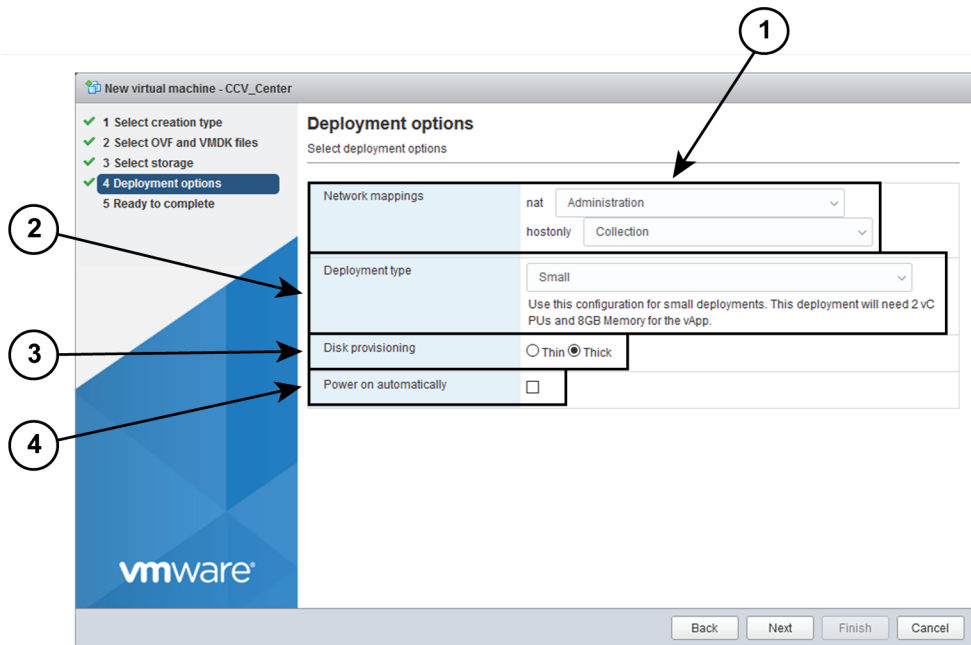 1
New virtual machine - CCV_Center
1 Select creation type
2 Select OVF and VMDK files
3 Select storage
4 Deployment options
5 Ready to complete
Deployment options
Select deployment options
Network mappings
nat Administration
hostonly Collection
2
Deployment type
Small
Use this configuration for small deployments. This deployment will need 2 vC
PUs and 8GB Memory for the vApp.
3
Disk provisioning
Thin Thick
4
Power on automatically
vmware®
Back Next Finish Cancel